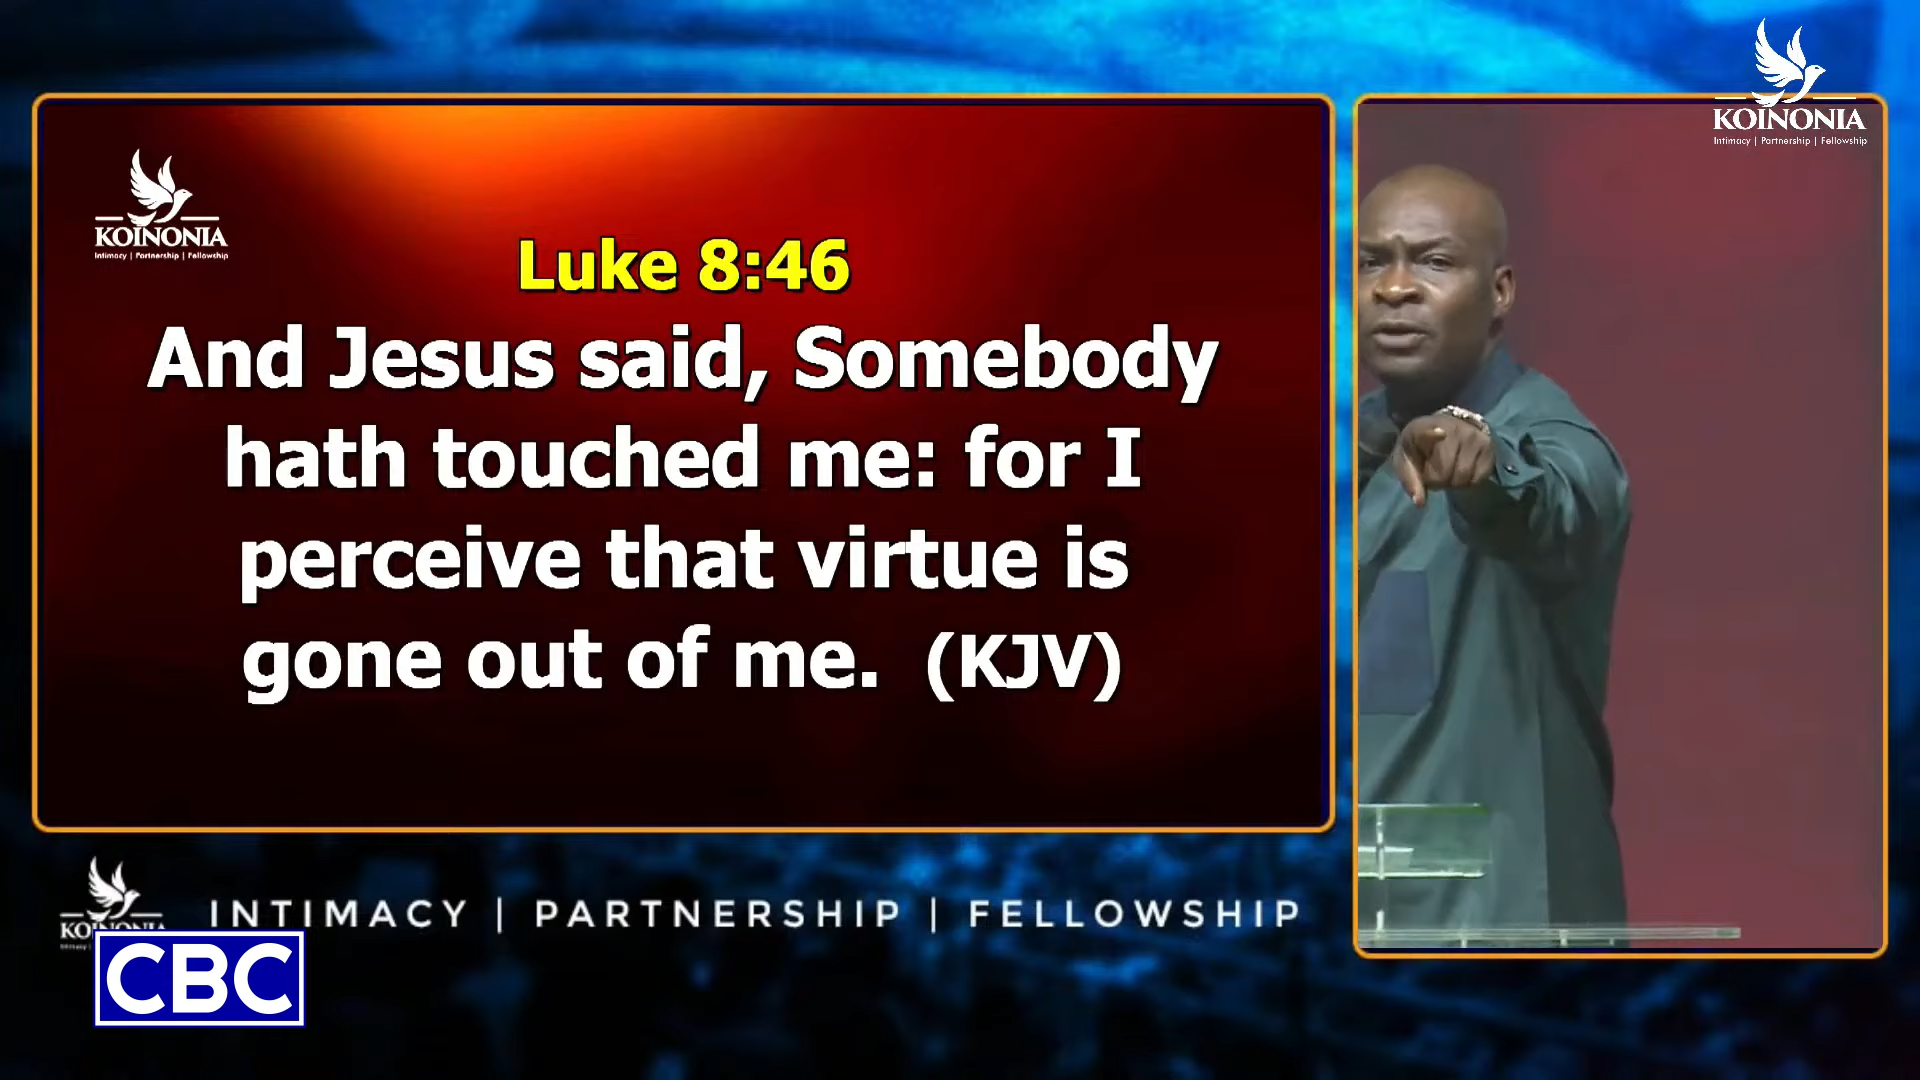 KOINONIA
Intimacy | Partnership | Fellowship
KOINONIA
Intimacy | Partnership | Fellowship
Luke 8:46
And Jesus said, Somebody
hath touched me: for I
perceive that virtue is
gone out of me. (KJV)
KOINONIA
INTIMACY | PARTNERSHIP | FELLOWSHIP
CBC